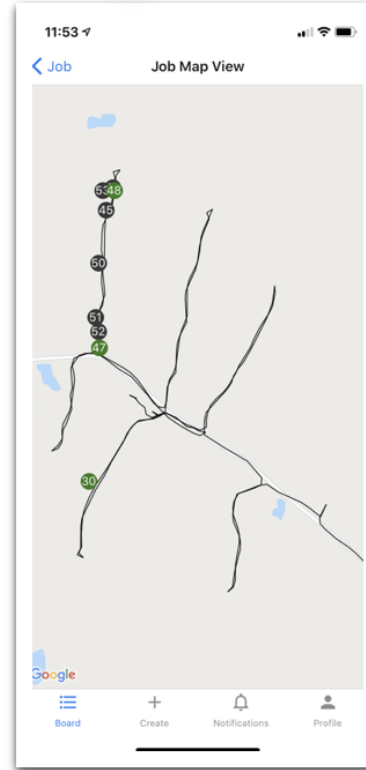 11:53
Job
Job Map View
53
48
45
50
51
52
47
30
Google
Board
Create
Notifications
Profile